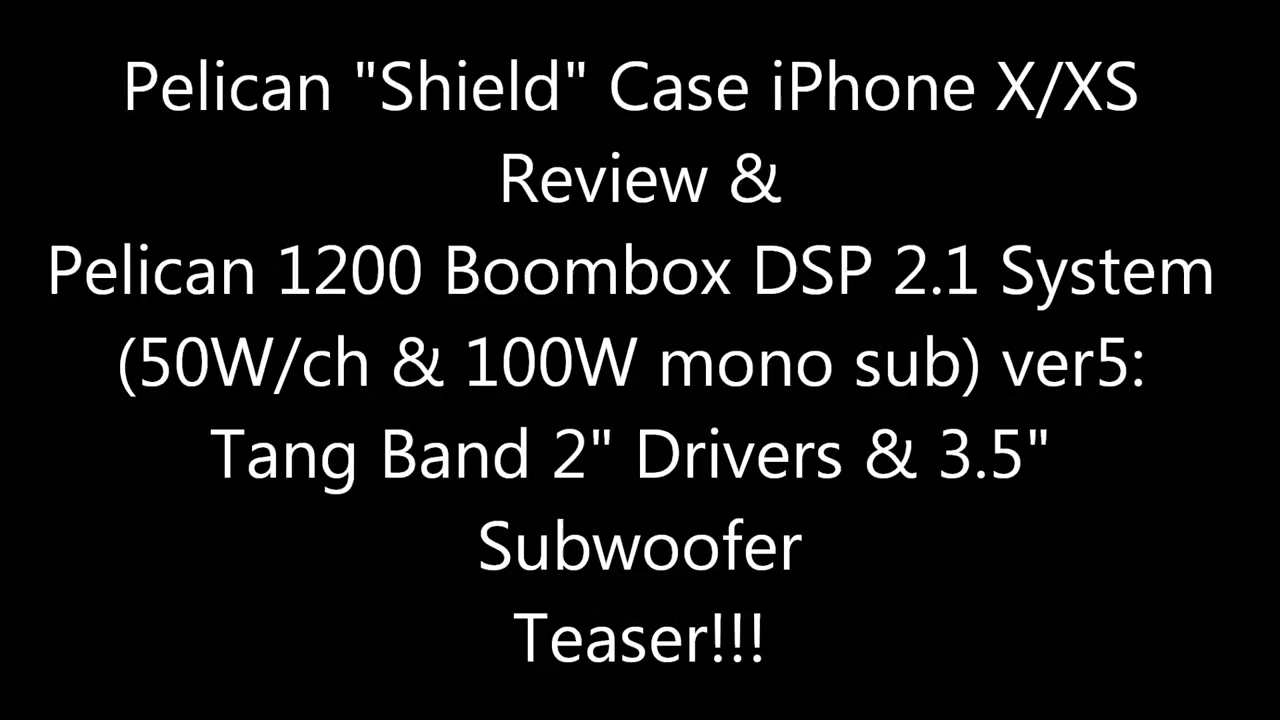 Pelican "Shield" Case iPhone X/XS
Review &
Pelican 1200 Boombox DSP 2.1 System
(50W/ch & 100W mono sub) ver5:
Tang Band 2" Drivers & 3.5"
Subwoofer
Teaser!!!